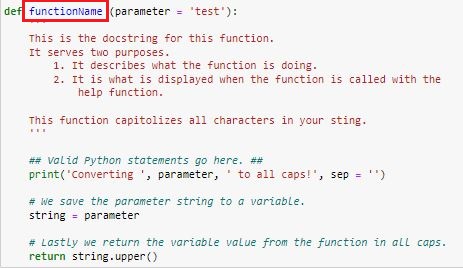 def functionName (parameter = 'test'):
'''
This is the docstring for this function.
It serves two purposes.
1. It describes what the function is doing.
2. It is what is displayed when the function is called with the
help function.
This function capitolizes all characters in your sting.
'''
## Valid Python statements go here. ##
print('Converting ', parameter, ' to all caps!', sep = '')
# We save the parameter string to a variable.
string = parameter
# Lastly we return the variable value from the function in all caps.
return string.upper()